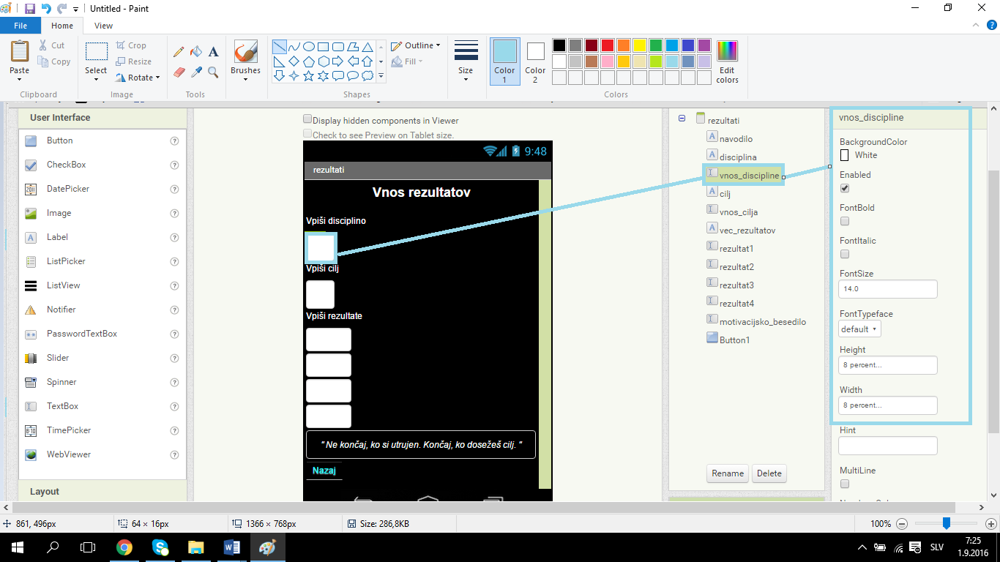 Untitled - Paint
File Home View
Paste Cut Copy
Clipboard
Select Crop Resize Rotate
Image
Tools
Brushes
Shapes
Outline
Fill
Size
Color 1
Color 2
Edit colors
Colors
User Interface
Button ?
CheckBox ?
DatePicker ?
Image ?
Label ?
ListPicker ?
ListView ?
Notifier ?
PasswordTextBox ?
Slider ?
Spinner ?
TextBox ?
TimePicker ?
WebViewer ?
Layout
Display hidden components in Viewer
Check to see Preview on Tablet size.
9:48
rezultati
Vnos rezultatov
Vpiši disciplino
Vpiši cilj
Vpiši rezultate
" Ne končaj, ko si utrujen. Končaj, ko dosežeš cilj. "
Nazaj
rezultati
navodilo
disciplina
vnos_discipline
cilj
vnos_cilja
vec_rezultatov
rezultat1
rezultat2
rezultat3
rezultat4
motivacijsko_besedilo
Button1
Rename Delete
vnos_discipline
BackgroundColor
White
Enabled
FontBold
FontItalic
FontSize
14.0
FontTypeface
default
Height
8 percent...
Width
8 percent...
Hint
MultiLine
861, 496px 64 × 16px 1366 × 768px Size: 286,8KB 100%
SLV
7:25
1.9.2016